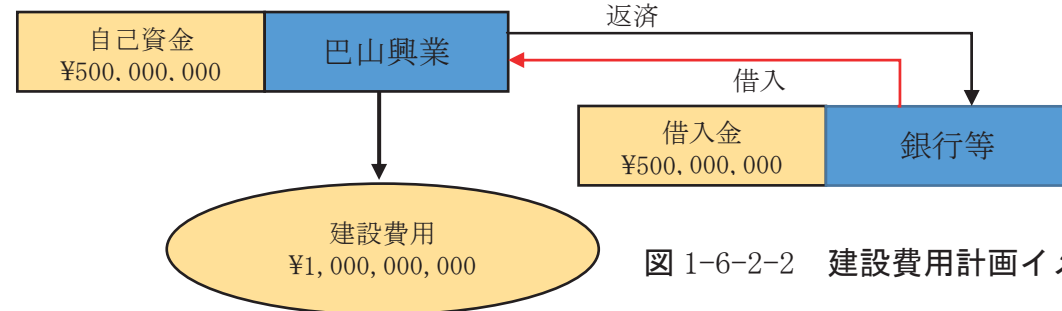 返済
自己資金
¥500.000.000
巴山興業
借入
借入金
¥500,000,000
銀行等
建設費用
¥1,000,000,000
図 1-6-2-2 建設費用計画イ